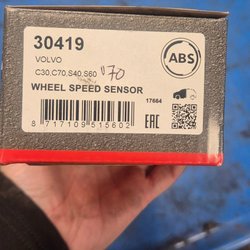 30419
VOLVO
C30,C70,S40,S60 V70
ABS
WHEEL SPEED SENSOR
17664
EAC
8 717109 515602